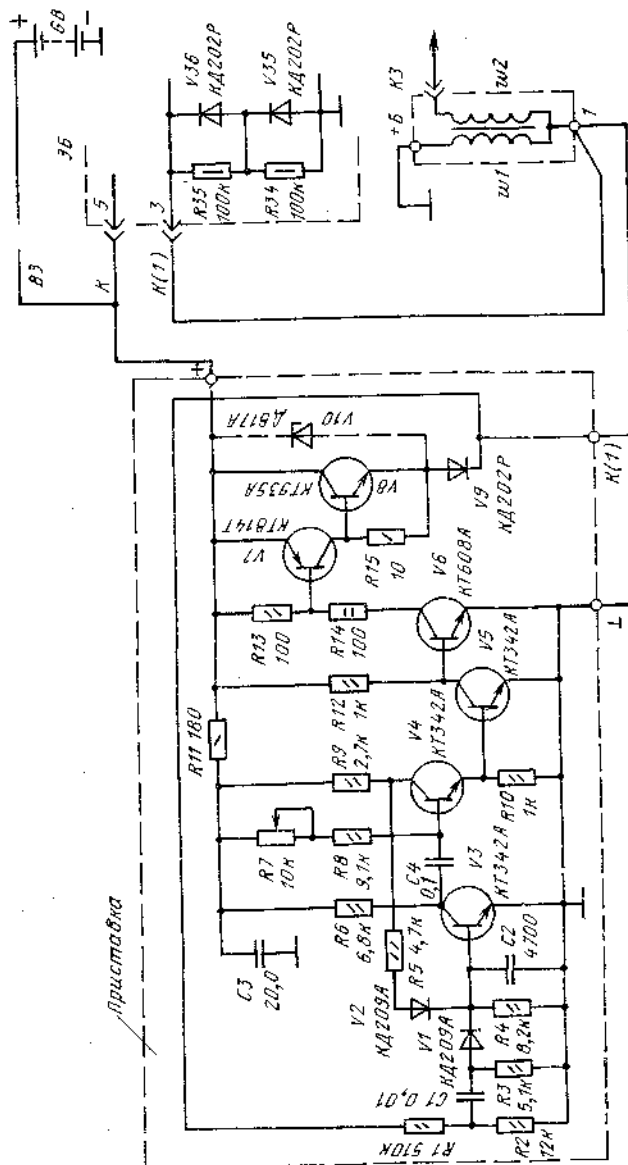 Приставка
+ GB -
ВЗ
ЭБ
К
5
К(1)
3
R35
100к
R34
100к
V36
КД202Р
V35
КД202Р
+Б
КЗ
w1
w2
1
+
R11 180
C3
20,0
R7
10к
R6
6,8к
R8
9,1к
R9
2,7к
R12
1к
R13
100
R14
100
V7
КТ814Г
КТ935А
V8
V10
Д817А
R15
10
V9
КД202Р
V6
КТ608А
V5
КТ342А
V4
КТ342А
V3
КТ342А
C4
0,1
R10
1к
R5 4,7к
V2
КД209А
V1
КД209А
C2
4700
R4
8,2к
R3
5,1к
C1 0,01
R1 510к
R2
12к
⊥
К(1)